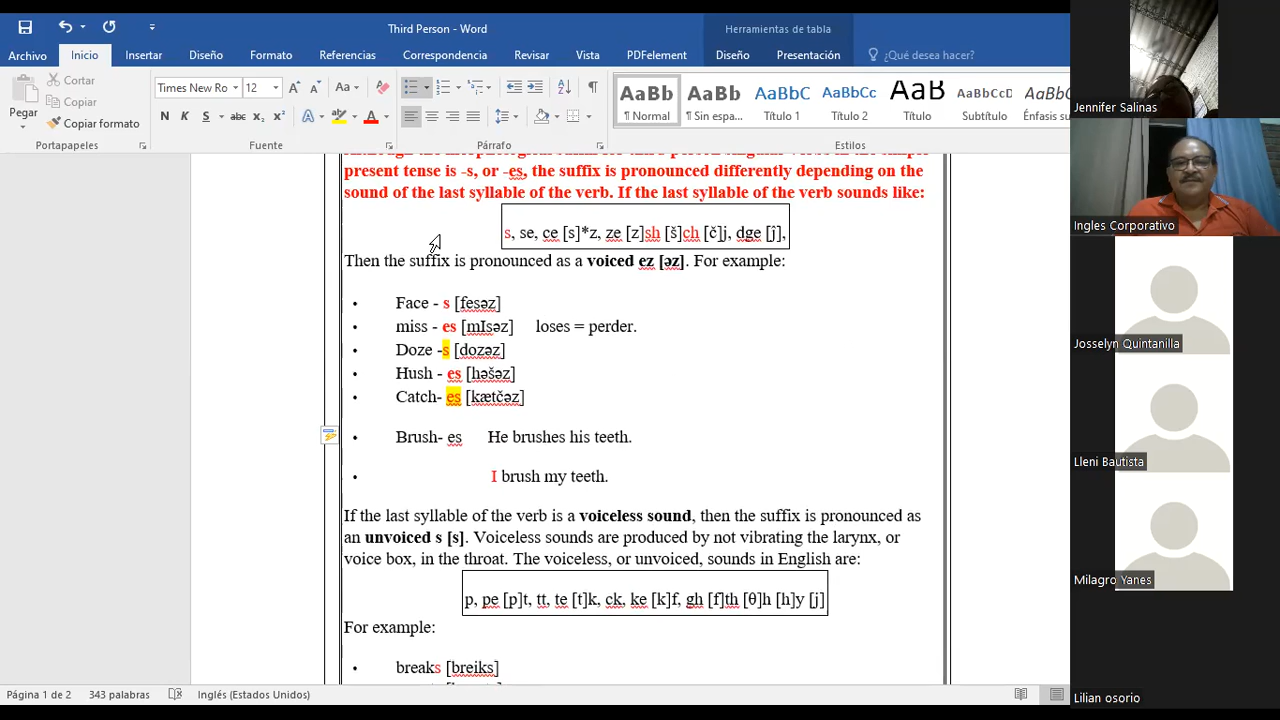 Third Person - Word
Herramientas de tabla
Archivo Inicio Insertar Diseño Formato Referencias Correspondencia Revisar Vista PDFelement Diseño Presentación ¿Qué desea hacer?
Pegar
Cortar
Copiar
Copiar formato
Portapapeles
Times New Ro 12
Aa
N K S abc x₂ x²
Fuente
Párrafo
AaBb AaBb AaBbC AaBbCc AaB AaBbCcD
¶ Normal ¶ Sin espa... Título 1 Título 2 Título Subtítulo
Estilos
present tense is -s, or -es, the suffix is pronounced differently depending on the
sound of the last syllable of the verb. If the last syllable of the verb sounds like:
s, se, ce [s]*z, ze [z]sh [š]ch [č]j, dge [ĵ],
Then the suffix is pronounced as a voiced ez [əz]. For example:
• Face - s [fesəz]
• miss - es [mIsəz] loses = perder.
• Doze -s [dozəz]
• Hush - es [həšəz]
• Catch- es [kætčəz]
• Brush- es He brushes his teeth.
• I brush my teeth.
If the last syllable of the verb is a voiceless sound, then the suffix is pronounced as
an unvoiced s [s]. Voiceless sounds are produced by not vibrating the larynx, or
voice box, in the throat. The voiceless, or unvoiced, sounds in English are:
p, pe [p]t, tt, te [t]k, ck, ke [k]f, gh [f]th [θ]h [h]y [j]
For example:
• breaks [breiks]
Página 1 de 2 343 palabras Inglés (Estados Unidos)
Jennifer Salinas
Ingles Corporativo
Josselyn Quintanilla
Lleni Bautista
Milagro Yanes
Lilian osorio